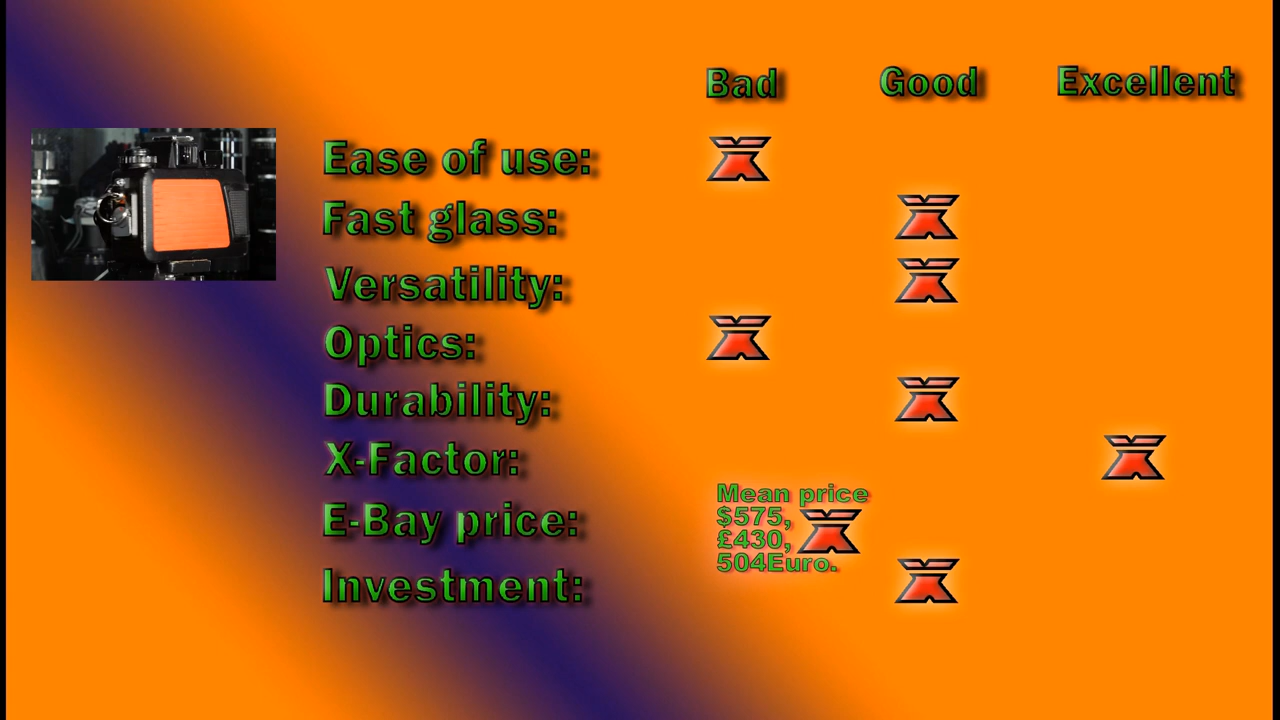 Bad Good Excellent
Ease of use:
Fast glass:
Versatility:
Optics:
Durability:
X-Factor:
Mean price
$575,
E-Bay price:
£430,
504Euro.
Investment: